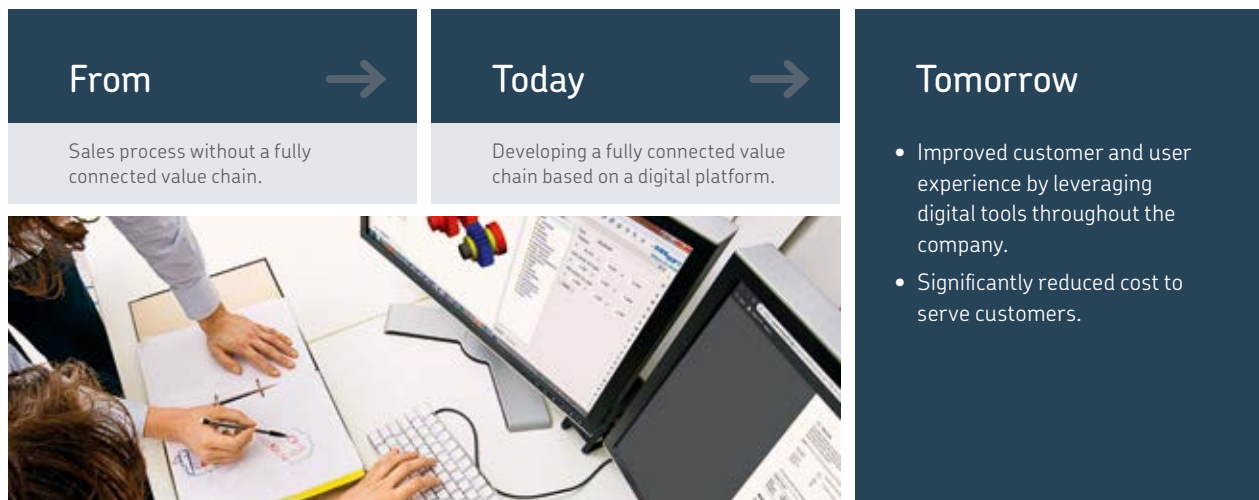 From
Sales process without a fully
connected value chain.
Today
Developing a fully connected value
chain based on a digital platform.
Tomorrow
• Improved customer and user
experience by leveraging
digital tools throughout the
company.
• Significantly reduced cost to
serve customers.